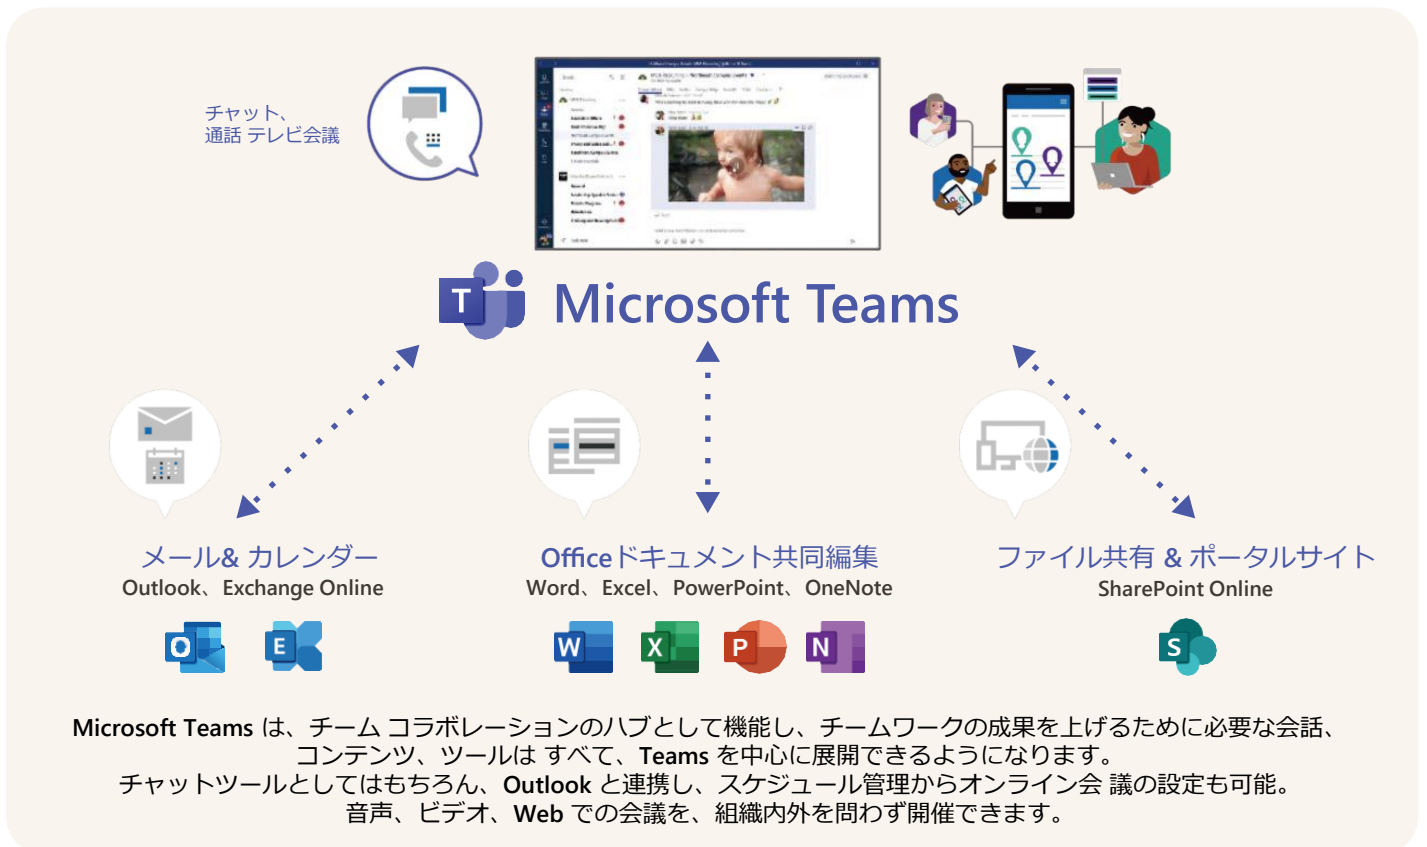 チャット、
通話 テレビ会議
Microsoft Teams
メール& カレンダー
Outlook、Exchange Online
Officeドキュメント共同編集
Word、Excel、PowerPoint、OneNote
ファイル共有 & ポータルサイト
SharePoint Online
Microsoft Teams は、チーム コラボレーションのハブとして機能し、チームワークの成果を上げるために必要な会話、
コンテンツ、ツールは すべて、Teams を中心に展開できるようになります。
チャットツールとしてはもちろん、Outlook と連携し、スケジュール管理からオンライン会 議の設定も可能。
音声、ビデオ、Web での会議を、組織内外を問わず開催できます。